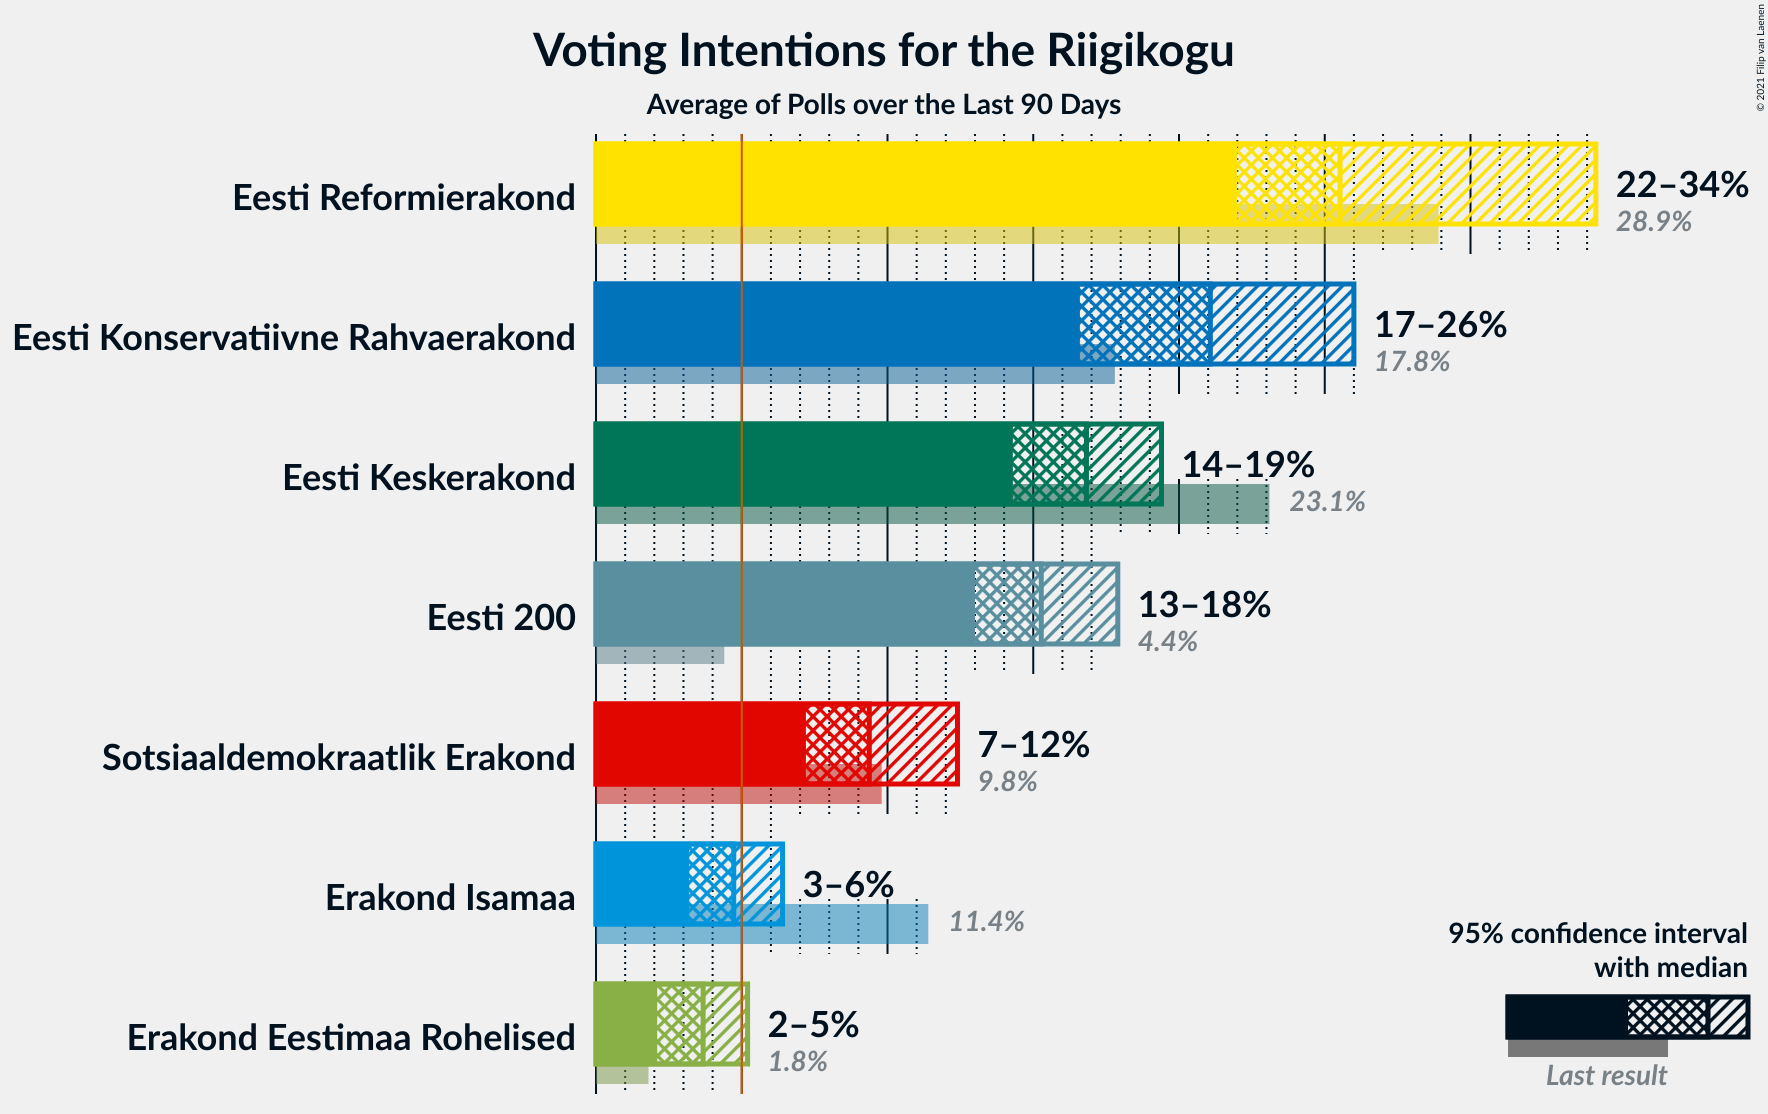 Voting Intentions for the Riigikogu
Average of Polls over the Last 90 Days
© 2021 Filip van Laenen
Eesti Reformierakond
22–34%
28.9%
Eesti Konservatiivne Rahvaerakond
17–26%
17.8%
Eesti Keskerakond
14–19%
23.1%
Eesti 200
13–18%
4.4%
Sotsiaaldemokraatlik Erakond
7–12%
9.8%
Erakond Isamaa
3–6%
11.4%
Erakond Eestimaa Rohelised
2–5%
1.8%
95% confidence interval
with median
Last result